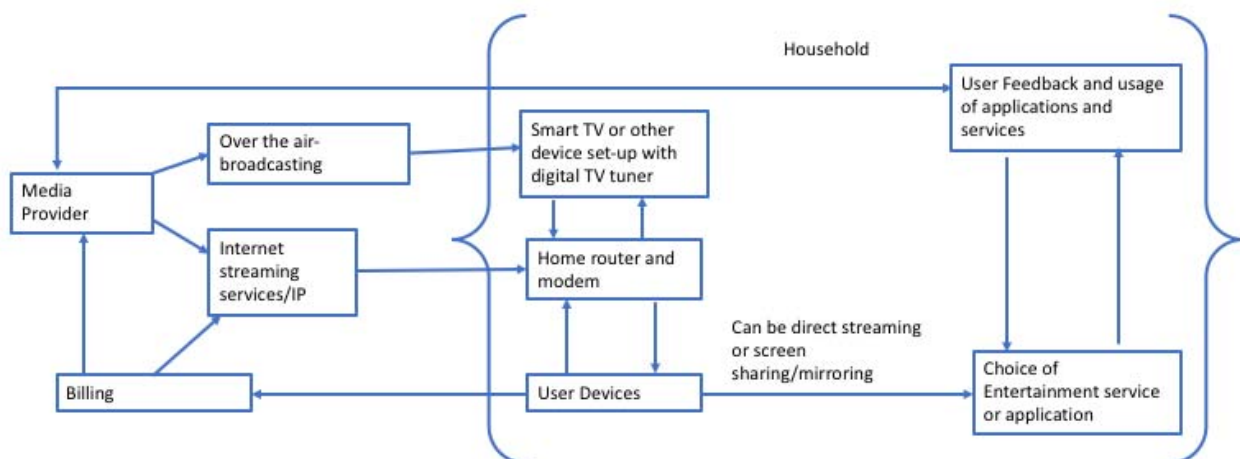 Household
User Feedback and usage
of applications and
services
Smart TV or other
device set-up with
digital TV tuner
Over the air-
broadcasting
Media
Provider
Internet
streaming
services/IP
Home router and
modem
Can be direct streaming
or screen
sharing/mirroring
Choice of
Entertainment service
or application
Billing
User Devices